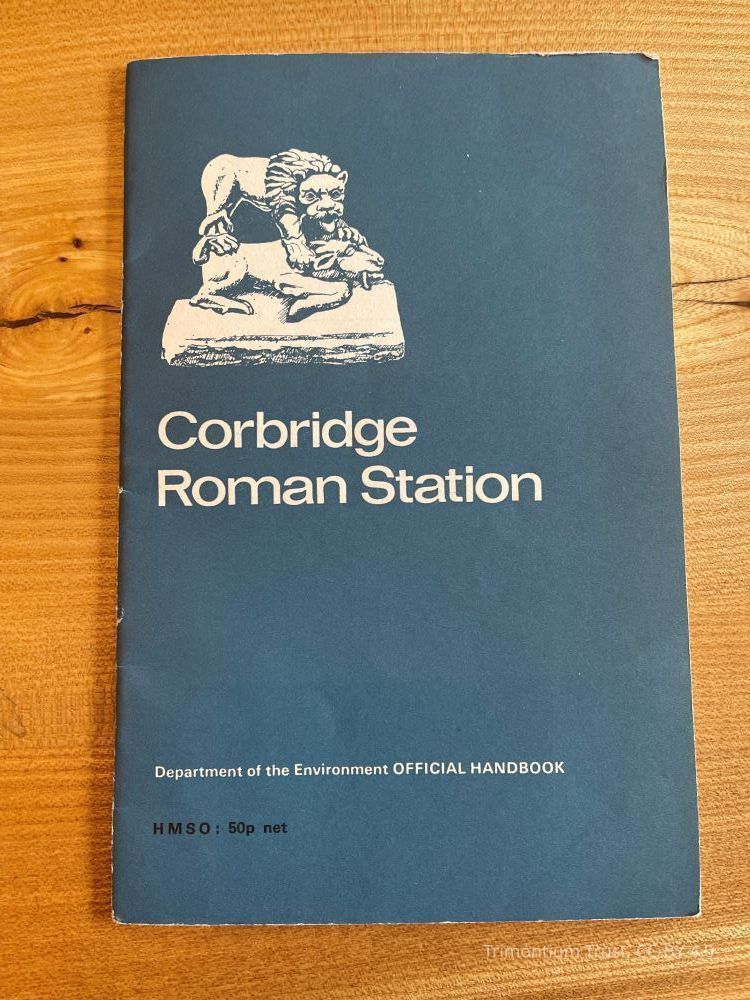 Corbridge
Roman Station
Department of the Environment OFFICIAL HANDBOOK
HMSO: 50p net
Trimontium Trust, CC BY 4.0